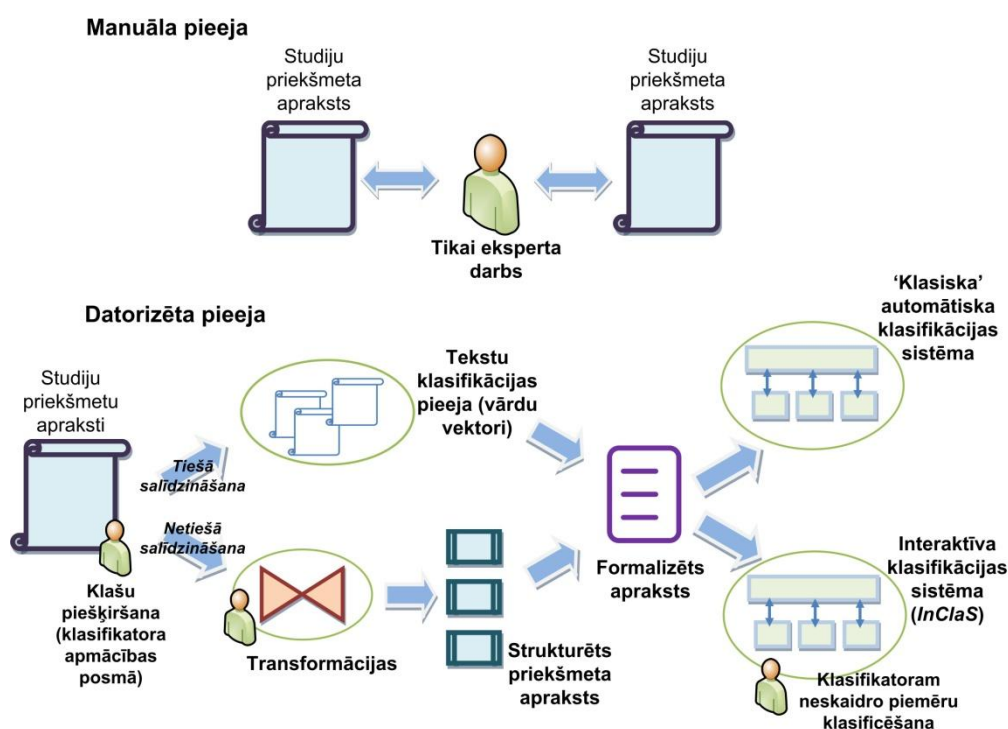 Manuāla pieeja
Studiju
priekšmeta
apraksts
Studiju
priekšmeta
apraksts
Tikai eksperta
darbs
Datorizēta pieeja
Studiju
priekšmetu
apraksti
Tiešā
salīdzināšana
Netiešā
salīdzināšana
Klašu
piešķiršana
(klasifikatora
apmācības
posmā)
Tekstu
klasifikācijas
pieeja (vārdu
vektori)
Transformācijas
Strukturēts
priekšmeta
apraksts
Formalizēts
apraksts
‘Klasiska’
automātiska
klasifikācijas
sistēma
Interaktīva
klasifikācijas
sistēma
(InClaS)
Klasifikatoram
neskaidro piemēru
klasificēšana